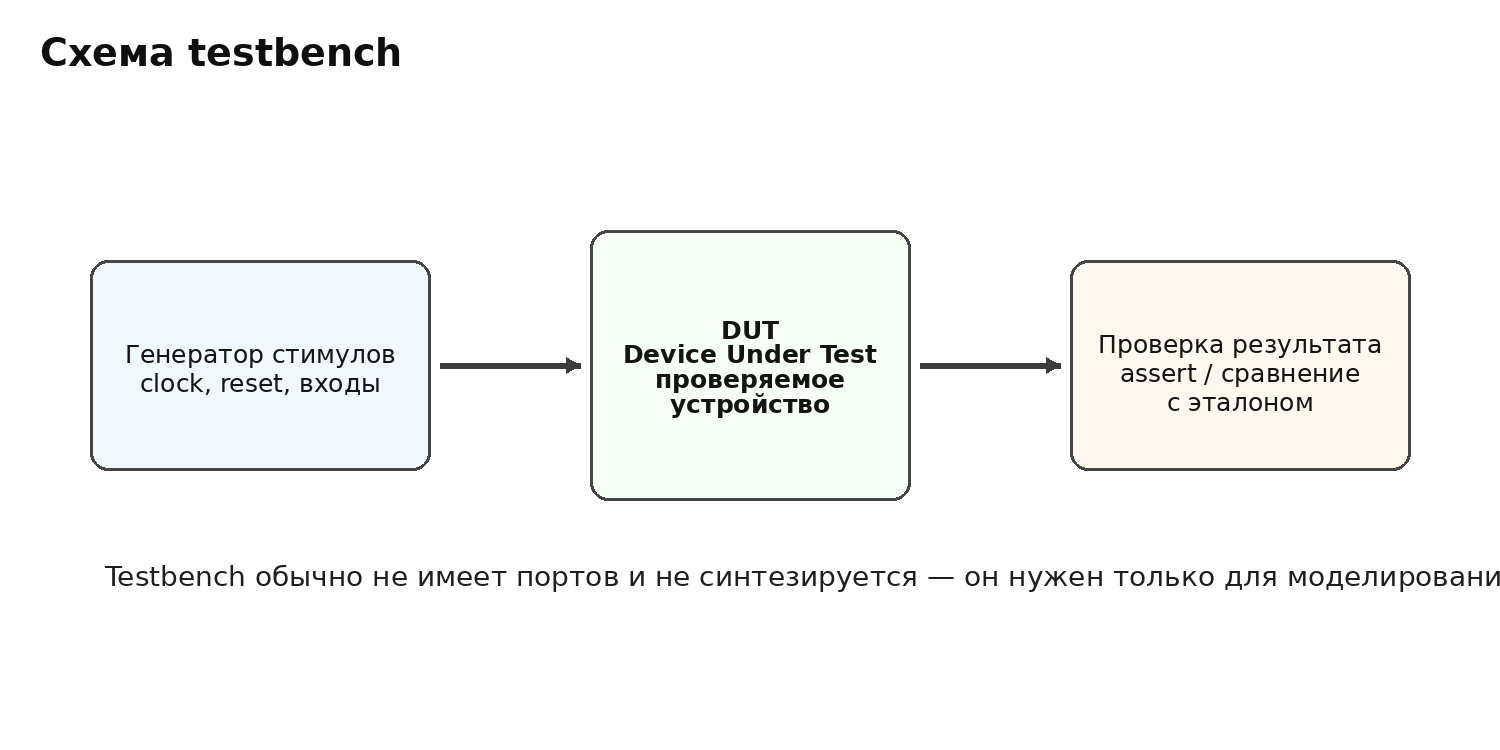 Схема testbench
Генератор стимулов
clock, reset, входы
DUT
Device Under Test
проверяемое
устройство
Проверка результата
assert / сравнение
с эталоном
Testbench обычно не имеет портов и не синтезируется — он нужен только для моделировани